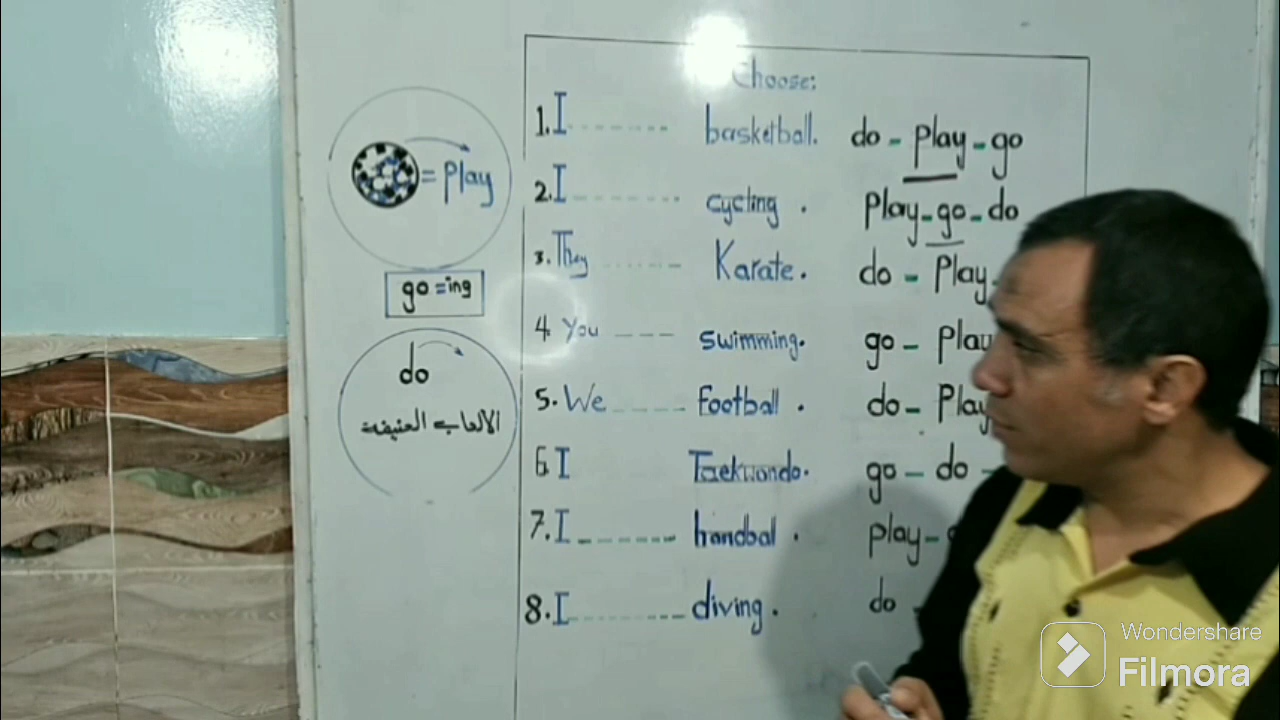 Choose:
1. I ------ basketball. do - play - go
2. I ------ cycling . Play - go - do
3. They ------ Karate. do - Play
4. You --- swimming. go - Play
5. We ---- Football . do - Play
6. I Taekwondo. go - do -
7. I ------ handbal . play -
8. I ------- diving . do -
= Play
go = ing
do
الالعاب العنيفة
Wondershare
Filmora